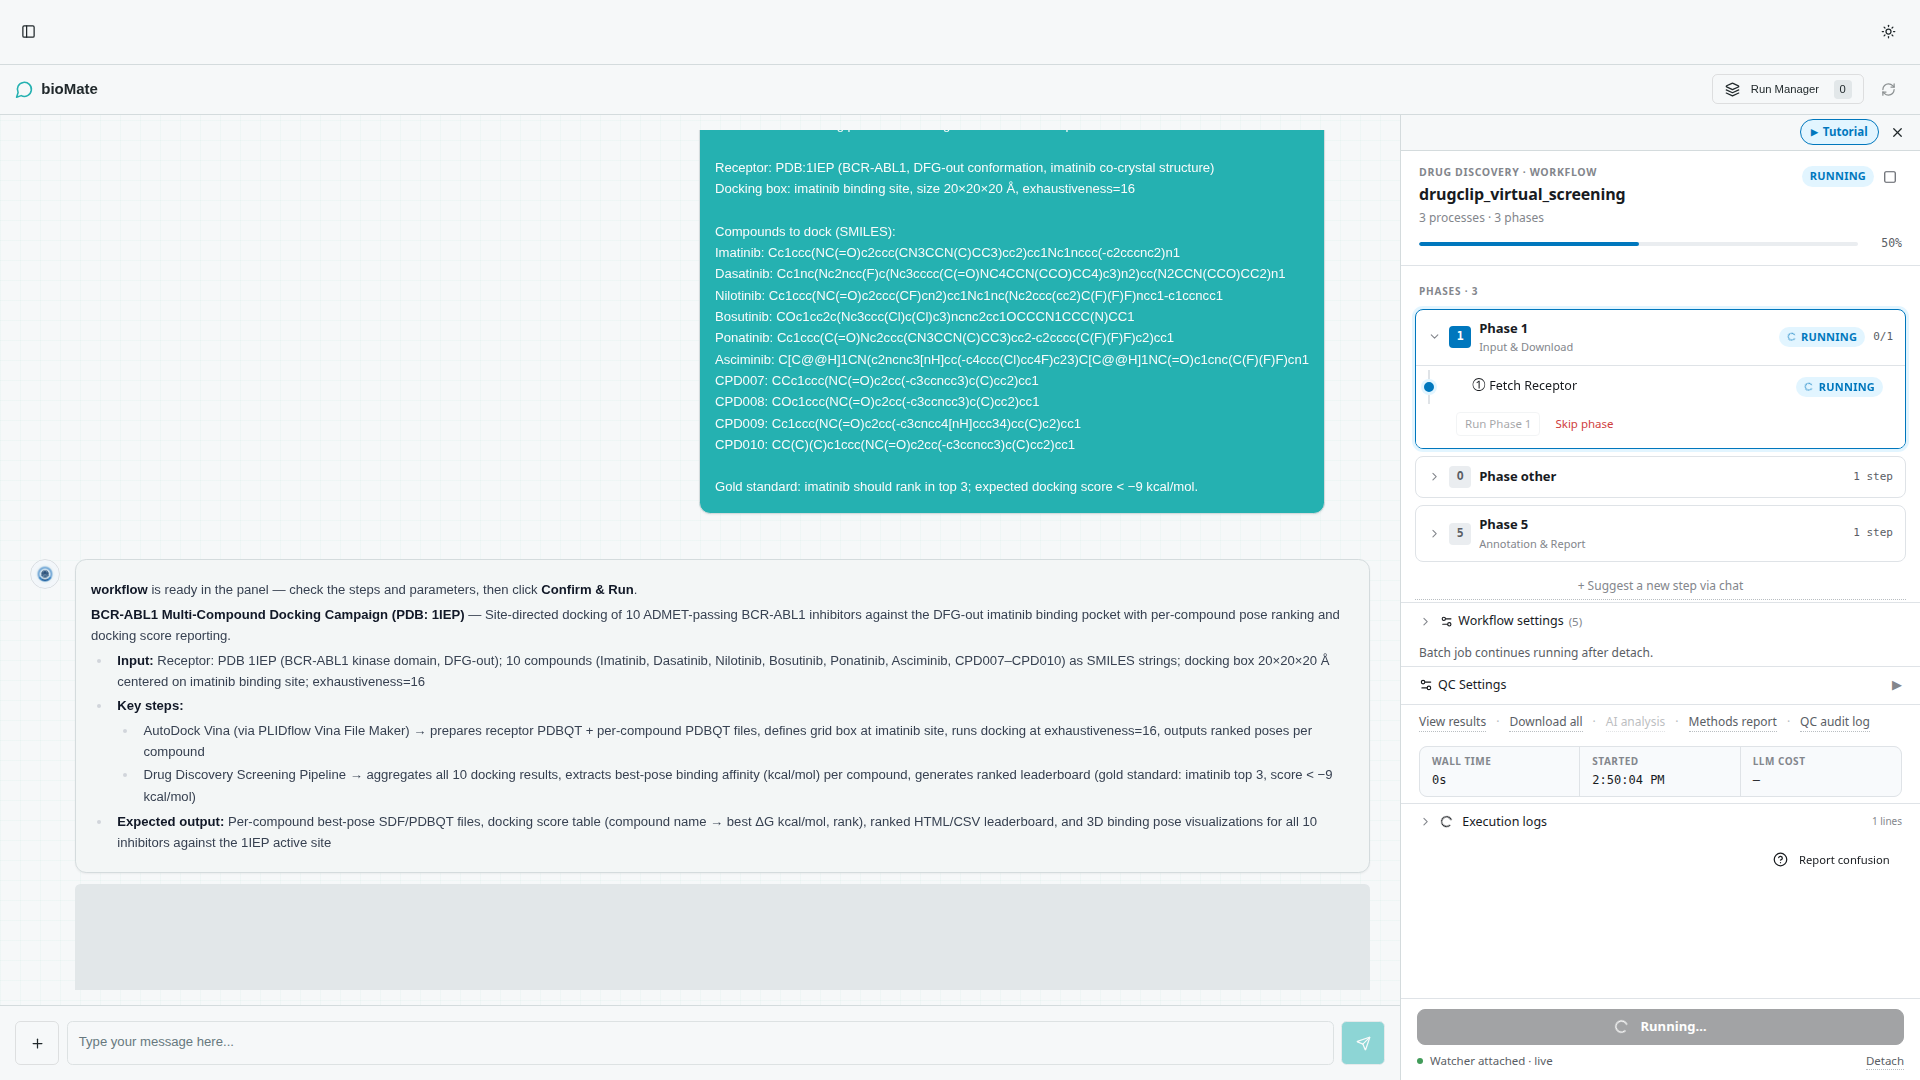 bioMate
Run Manager 0
Receptor: PDB:1IEP (BCR-ABL1, DFG-out conformation, imatinib co-crystal structure)
Docking box: imatinib binding site, size 20×20×20 Å, exhaustiveness=16
Compounds to dock (SMILES):
Imatinib: Cc1ccc(NC(=O)c2ccc(CN3CCN(C)CC3)cc2)cc1Nc1nccc(-c2cccnc2)n1
Dasatinib: Cc1nc(Nc2ncc(F)c(Nc3cccc(C(=O)NC4CCN(CCO)CC4)c3)n2)cc(N2CCN(CCO)CC2)n1
Nilotinib: Cc1ccc(NC(=O)c2ccc(CF)cn2)cc1Nc1nc(Nc2ccc(cc2)C(F)(F)F)ncc1-c1ccncc1
Bosutinib: COc1cc2c(Nc3ccc(Cl)c(Cl)c3)ncnc2cc1OCCCN1CCC(N)CC1
Ponatinib: Cc1ccc(C(=O)Nc2ccc(CN3CCN(C)CC3)cc2-c2cccc(C(F)(F)F)c2)cc1
Asciminib: C[C@@H]1CN(c2ncnc3[nH]cc(-c4ccc(Cl)cc4F)c23)C[C@@H]1NC(=O)c1cnc(C(F)(F)F)cn1
CPD007: CCc1ccc(NC(=O)c2cc(-c3ccncc3)c(C)cc2)cc1
CPD008: COc1ccc(NC(=O)c2cc(-c3ccncc3)c(C)cc2)cc1
CPD009: Cc1ccc(NC(=O)c2cc(-c3cncc4[nH]ccc34)cc(C)c2)cc1
CPD010: CC(C)(C)c1ccc(NC(=O)c2cc(-c3ccncc3)c(C)cc2)cc1
Gold standard: imatinib should rank in top 3; expected docking score < −9 kcal/mol.
workflow is ready in the panel — check the steps and parameters, then click Confirm & Run.
BCR-ABL1 Multi-Compound Docking Campaign (PDB: 1IEP) — Site-directed docking of 10 ADMET-passing BCR-ABL1 inhibitors against the DFG-out imatinib binding pocket with per-compound pose ranking and
docking score reporting.
Input: Receptor: PDB 1IEP (BCR-ABL1 kinase domain, DFG-out); 10 compounds (Imatinib, Dasatinib, Nilotinib, Bosutinib, Ponatinib, Asciminib, CPD007–CPD010) as SMILES strings; docking box 20×20×20 Å
centered on imatinib binding site; exhaustiveness=16
Key steps:
AutoDock Vina (via PLIDflow Vina File Maker) → prepares receptor PDBQT + per-compound PDBQT files, defines grid box at imatinib site, runs docking at exhaustiveness=16, outputs ranked poses per
compound
Drug Discovery Screening Pipeline → aggregates all 10 docking results, extracts best-pose binding affinity (kcal/mol) per compound, generates ranked leaderboard (gold standard: imatinib top 3, score < −9
kcal/mol)
Expected output: Per-compound best-pose SDF/PDBQT files, docking score table (compound name → best ΔG kcal/mol, rank), ranked HTML/CSV leaderboard, and 3D binding pose visualizations for all 10
inhibitors against the 1IEP active site
+ Type your message here...
▶ Tutorial
DRUG DISCOVERY · WORKFLOW
RUNNING
drugclip_virtual_screening
3 processes · 3 phases
50%
PHASES · 3
1 Phase 1 RUNNING 0/1
Input & Download
① Fetch Receptor RUNNING
Run Phase 1 Skip phase
0 Phase other 1 step
5 Phase 5 1 step
Annotation & Report
+ Suggest a new step via chat
Workflow settings (5)
Batch job continues running after detach.
QC Settings ▶
View results · Download all · AI analysis · Methods report · QC audit log
WALL TIME STARTED LLM COST
0s 2:50:04 PM —
Execution logs 1 lines
Report confusion
Running...
Watcher attached · live Detach